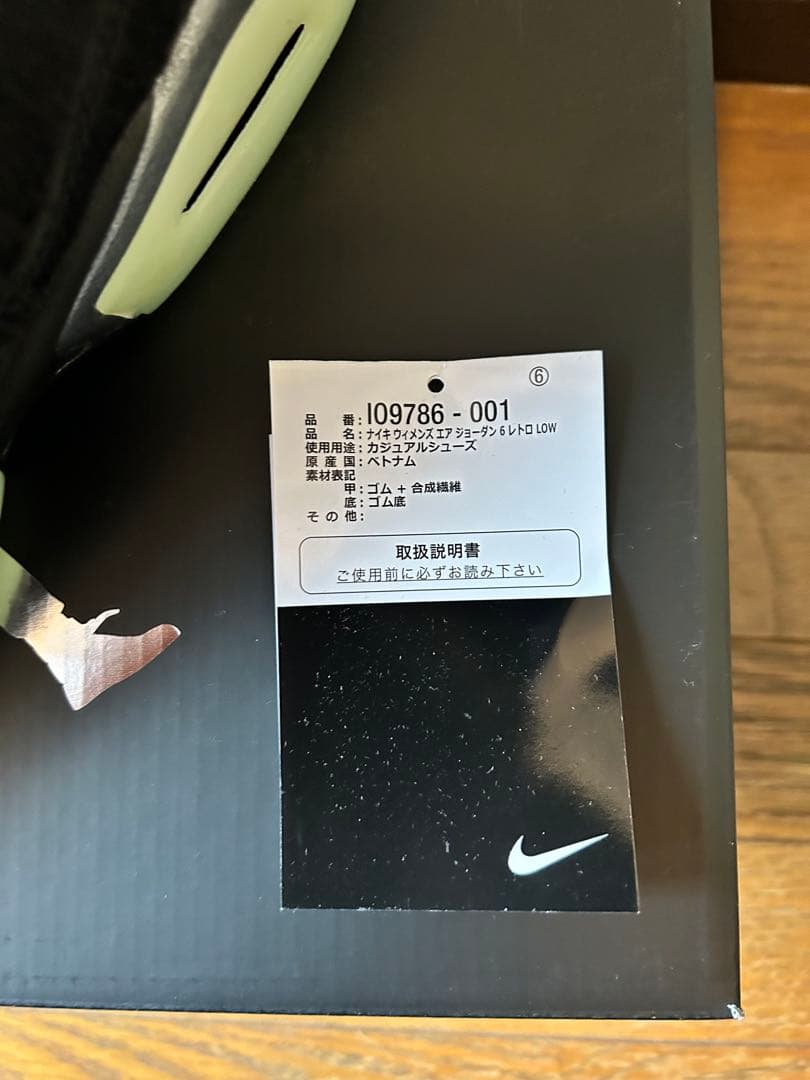 ⑥
品 番:IO9786 - 001
品 名:ナイキ ウィメンズ エア ジョーダン 6 レトロ LOW
使用用途:カジュアルシューズ
原 産 国:ベトナム
素材表記
甲:ゴム + 合成繊維
底:ゴム底
そ の 他:
取扱説明書
ご使用前に必ずお読み下さい